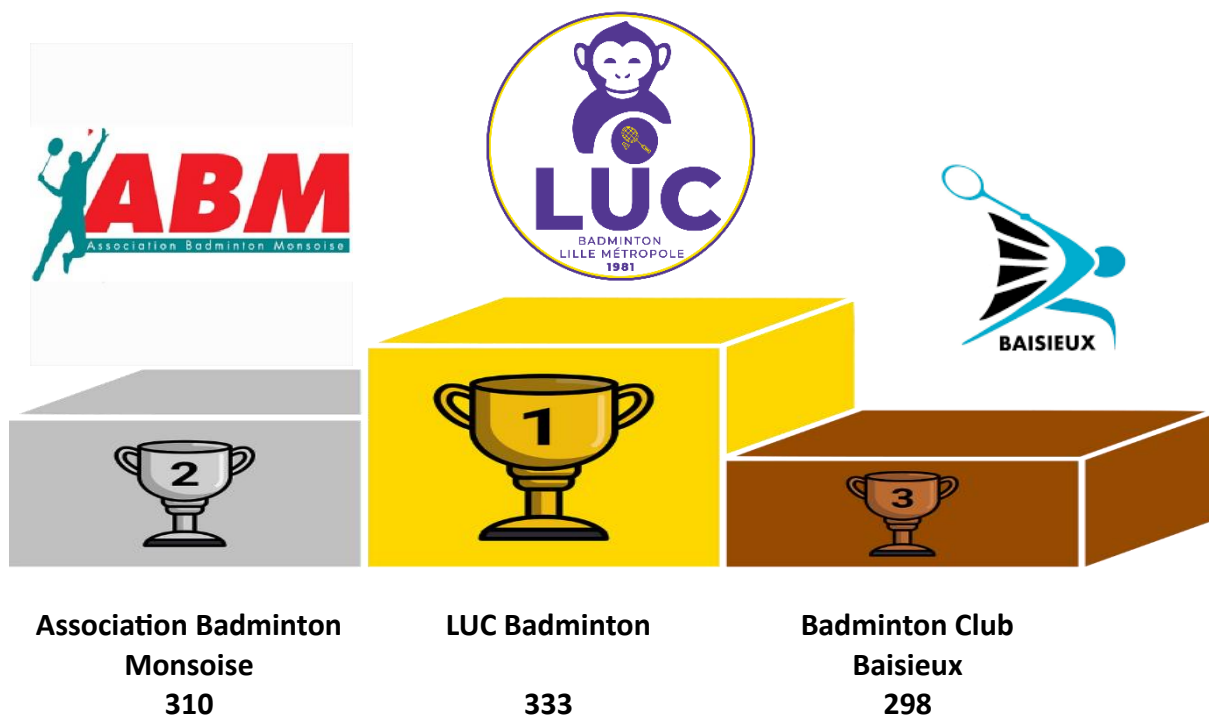 ABM
Association Badminton Monsoise
LUC
BADMINTON
LILLE MÉTROPOLE
1981
BAISIEUX
2
1
3
Association Badminton
Monsoise
310
LUC Badminton
333
Badminton Club
Baisieux
298